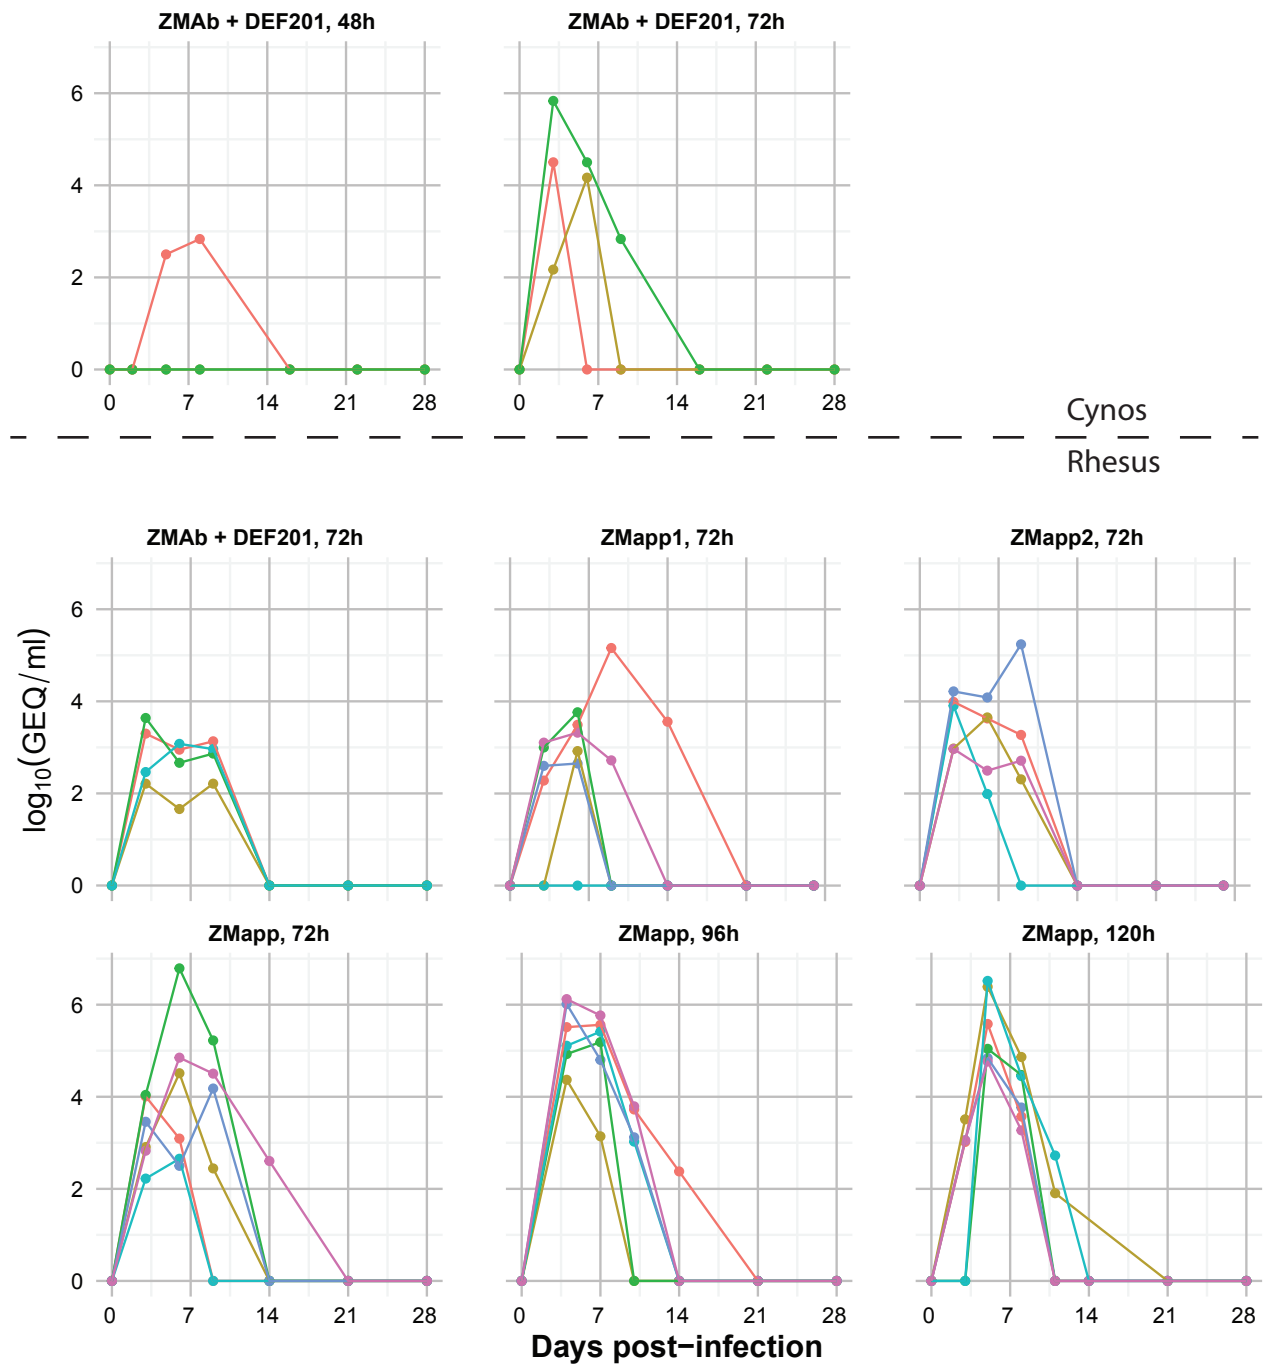 ZMAb + DEF201, 48h
ZMAb + DEF201, 72h
6
4
2
0
0 7 14 21 28
0 7 14 21 28
Cynos
Rhesus
ZMAb + DEF201, 72h
ZMapp1, 72h
ZMapp2, 72h
6
4
2
0
log10(GEQ/ml)
ZMapp, 72h
ZMapp, 96h
ZMapp, 120h
6
4
2
0
0 7 14 21 28
0 7 14 21 28
0 7 14 21 28
Days post−infection